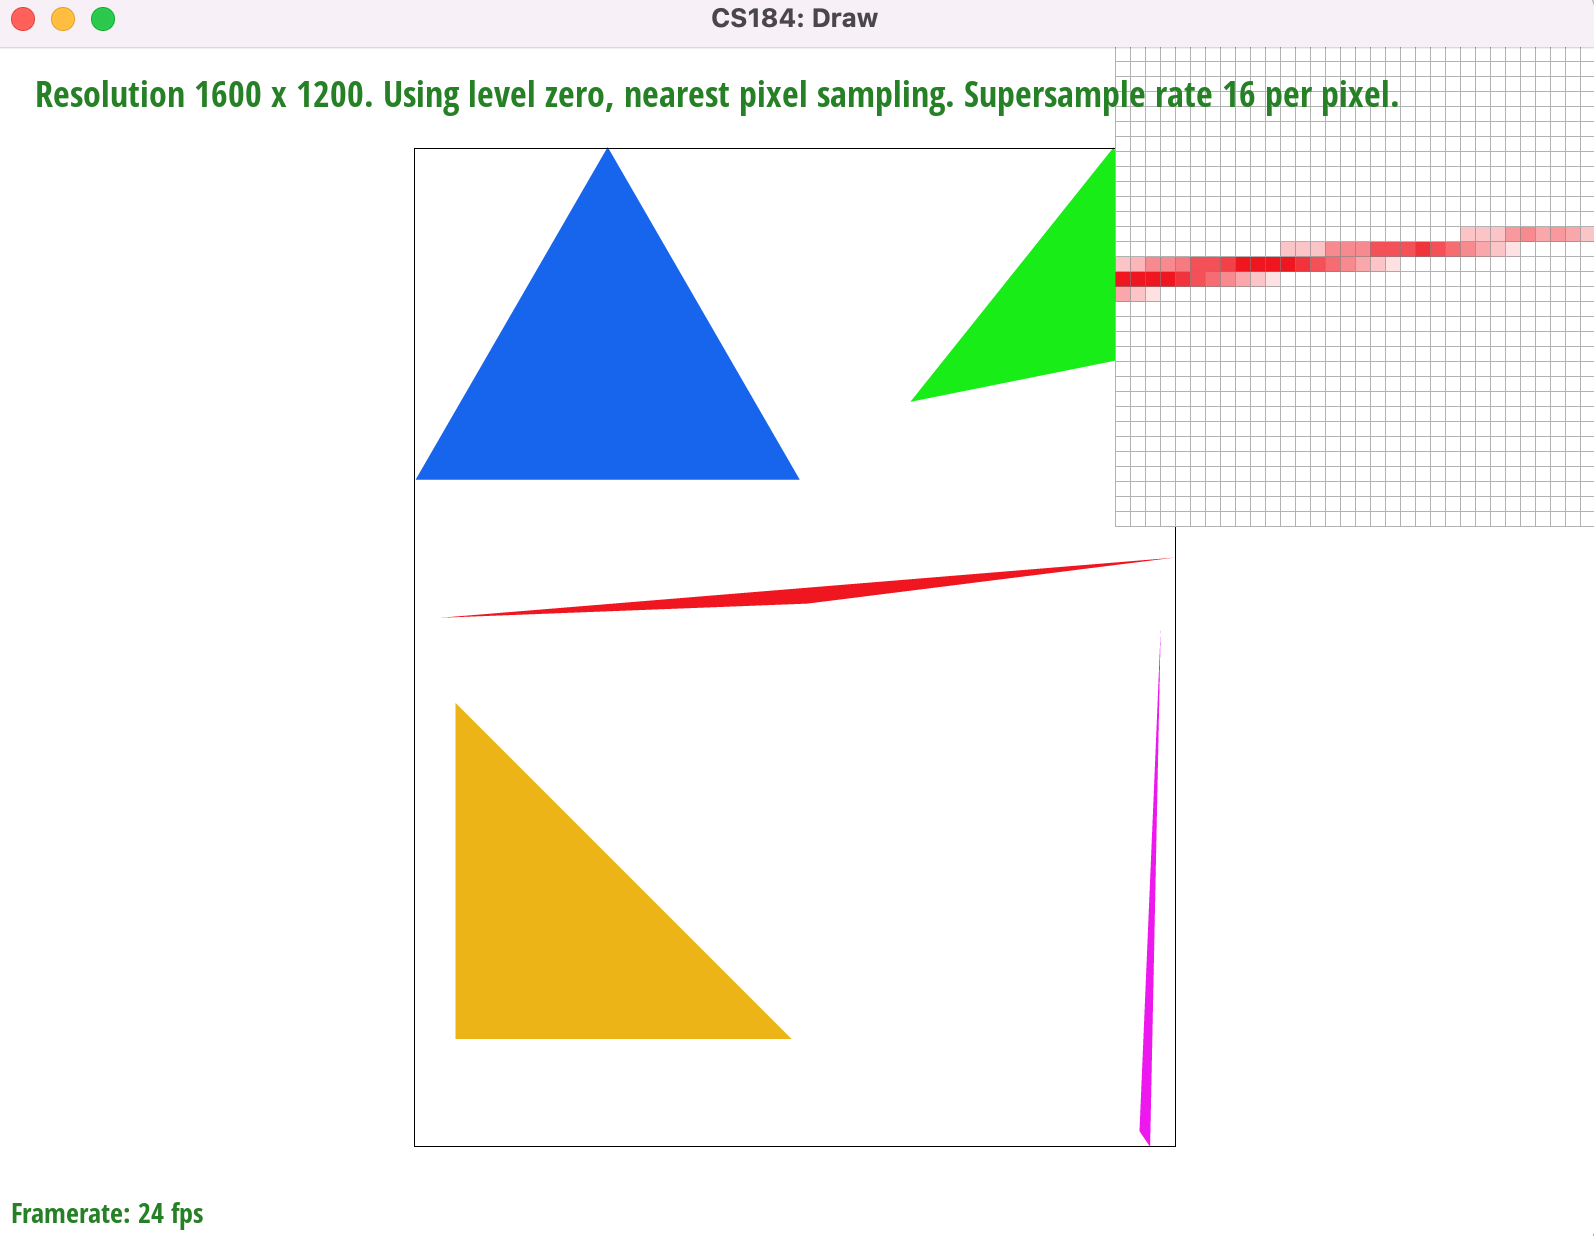 CS184: Draw
Resolution 1600 x 1200. Using level zero, nearest pixel sampling. Supersample rate 16 per pixel.
Framerate: 24 fps